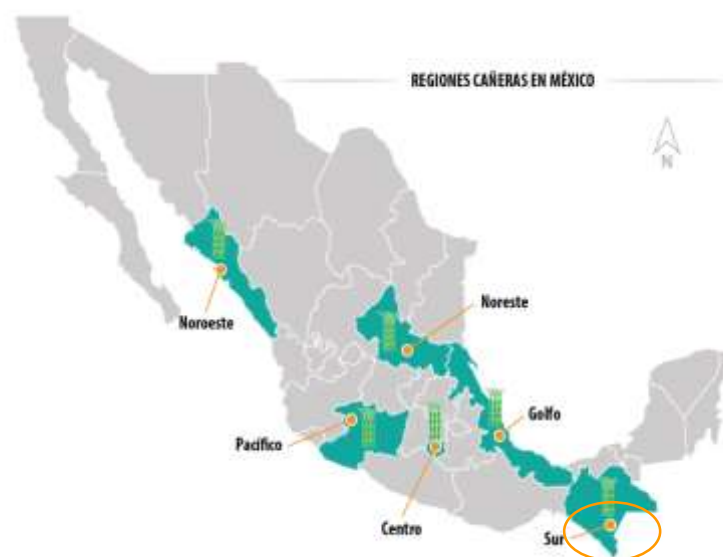 REGIONES CAÑERAS EN MÉXICO
N
Noroeste
Noreste
Golfo
Pacífico
Centro
Sur